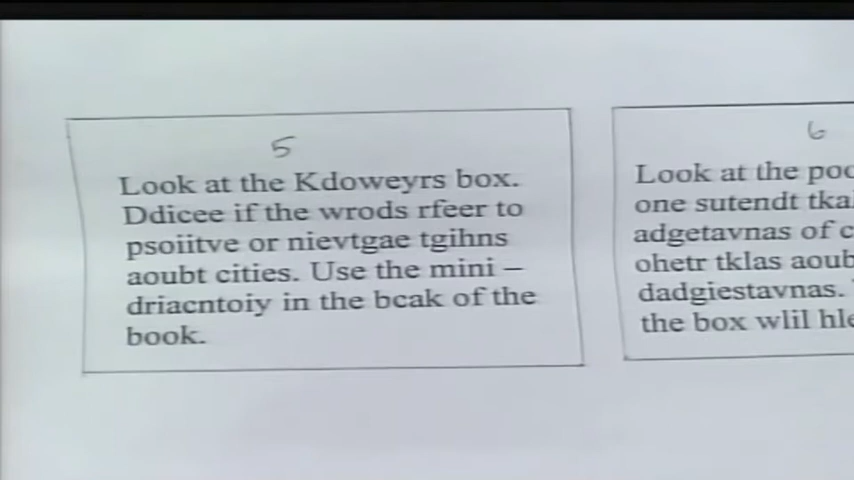 5
Look at the Kdoweyrs box.
Ddicee if the wrods rfeer to
psoiitve or nievtgae tgihns
aoubt cities. Use the mini –
driacntoiy in the bcak of the
book.
6
Look at the
one sutendt
adgetavnas of
ohetr tklas
dadgiestavnas.
the box wlil